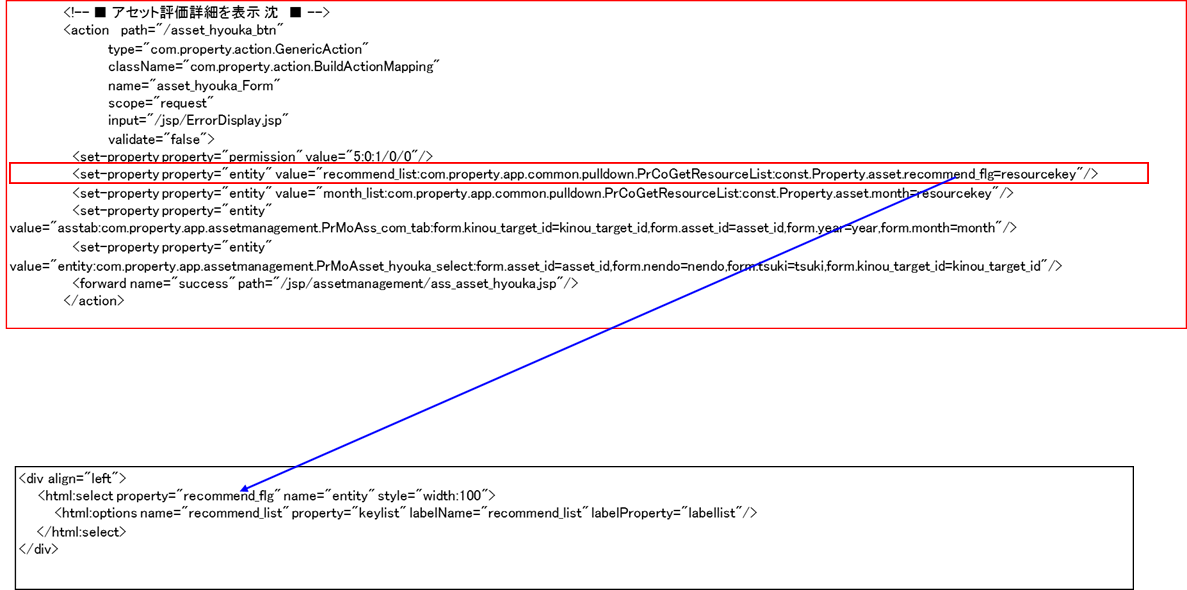 <!-- ■ アセット評価詳細を表示 沈　■ -->
<action  path="/asset_hyouka_btn"
type="com.property.action.GenericAction"
className="com.property.action.BuildActionMapping"
name="asset_hyouka_Form"
scope="request"
input="/jsp/ErrorDisplay.jsp"
validate="false">
<set-property property="permission" value="5:0:1/0/0"/>
<set-property property="entity" value="recommend_list:com.property.app.common.pulldown.PrCoGetResourceList:const.Property.asset.recommend_flg=resourcekey"/>
<set-property property="entity" value="month_list:com.property.app.common.pulldown.PrCoGetResourceList:const.Property.asset.month=resourcekey"/>
<set-property property="entity"
value="asstab:com.property.app.assetmanagement.PrMoAss_com_tab:form.kinou_target_id=kinou_target_id,form.asset_id=asset_id,form.year=year,form.month=month"/>
<set-property property="entity"
value="entity:com.property.app.assetmanagement.PrMoAsset_hyouka_select:form.asset_id=asset_id,form.nendo=nendo,form.tsuki=tsuki,form.kinou_target_id=kinou_target_id"/>
<forward name="success" path="/jsp/assetmanagement/ass_asset_hyouka.jsp"/>
</action>
<div align="left">
<html:select property="recommend_flg" name="entity" style="width:100">
<html:options name="recommend_list" property="keylist" labelName="recommend_list" labelProperty="labellist"/>
</html:select>
</div>